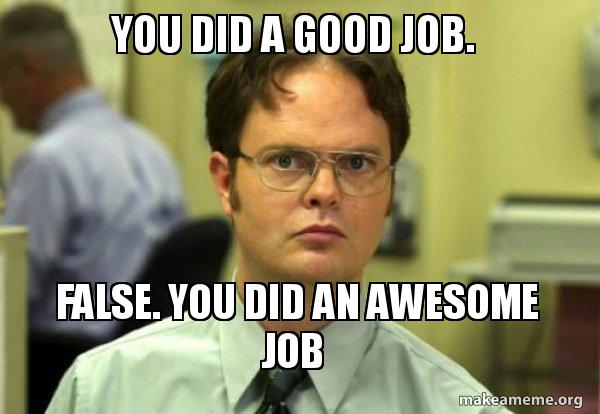 YOU DID A GOOD JOB.
FALSE. YOU DID AN AWESOME
JOB
makeameme.org